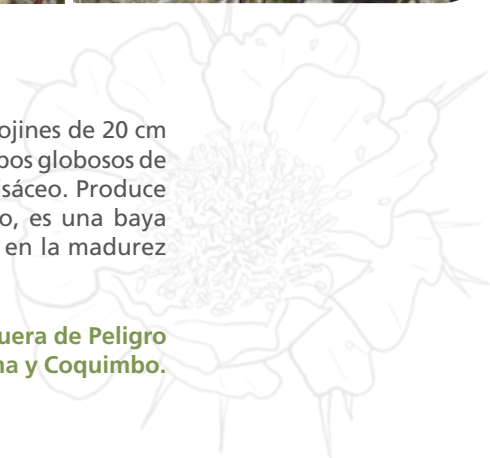 ojines de 20 cm
pos globosos de
isáceo. Produce
o, es una baya
en la madurez
uera de Peligro
na y Coquimbo.